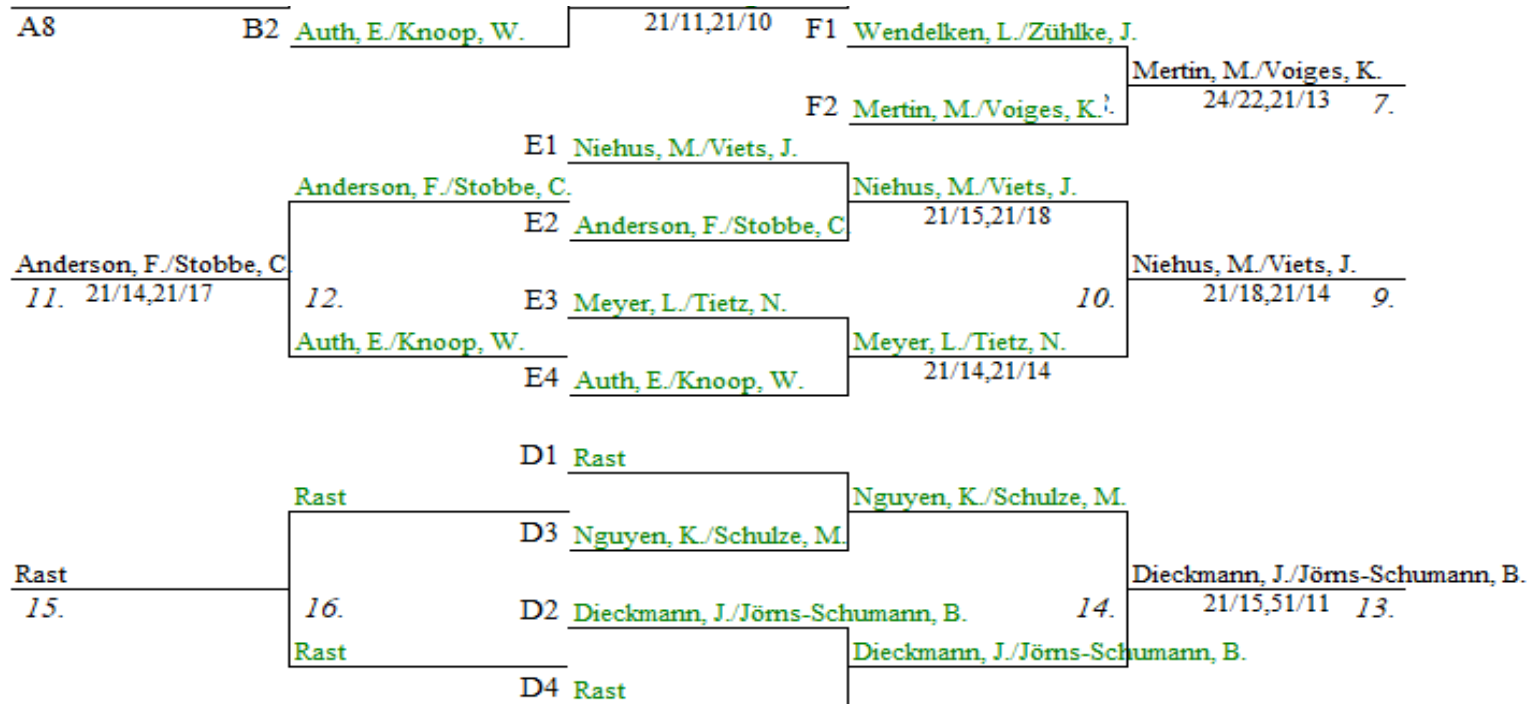 A8
B2 Auth, E./Knoop, W.
21/11,21/10
F1 Wendelken, L./Zühlke, J.
Mertin, M./Voiges, K.
24/22,21/13 7.
F2 Mertin, M./Voiges, K.
E1 Niehus, M./Viets, J.
Anderson, F./Stobbe, C.
Niehus, M./Viets, J.
E2 Anderson, F./Stobbe, C
21/15,21/18
Anderson, F./Stobbe, C
Niehus, M./Viets, J.
11. 21/14,21/17
12.
E3 Meyer, L./Tietz, N.
10.
21/18,21/14 9.
Auth, E./Knoop, W.
Meyer, L./Tietz, N.
E4 Auth, E./Knoop, W.
21/14,21/14
D1 Rast
Rast
Nguyen, K./Schulze, M.
D3 Nguyen, K./Schulze, M.
Rast
Dieckmann, J./Jörns-Schumann, B.
15.
16.
D2 Dieckmann, J./Jörns-Schumann, B.
14.
21/15,51/11 13.
Rast
Dieckmann, J./Jörns-Schumann, B.
D4 Rast